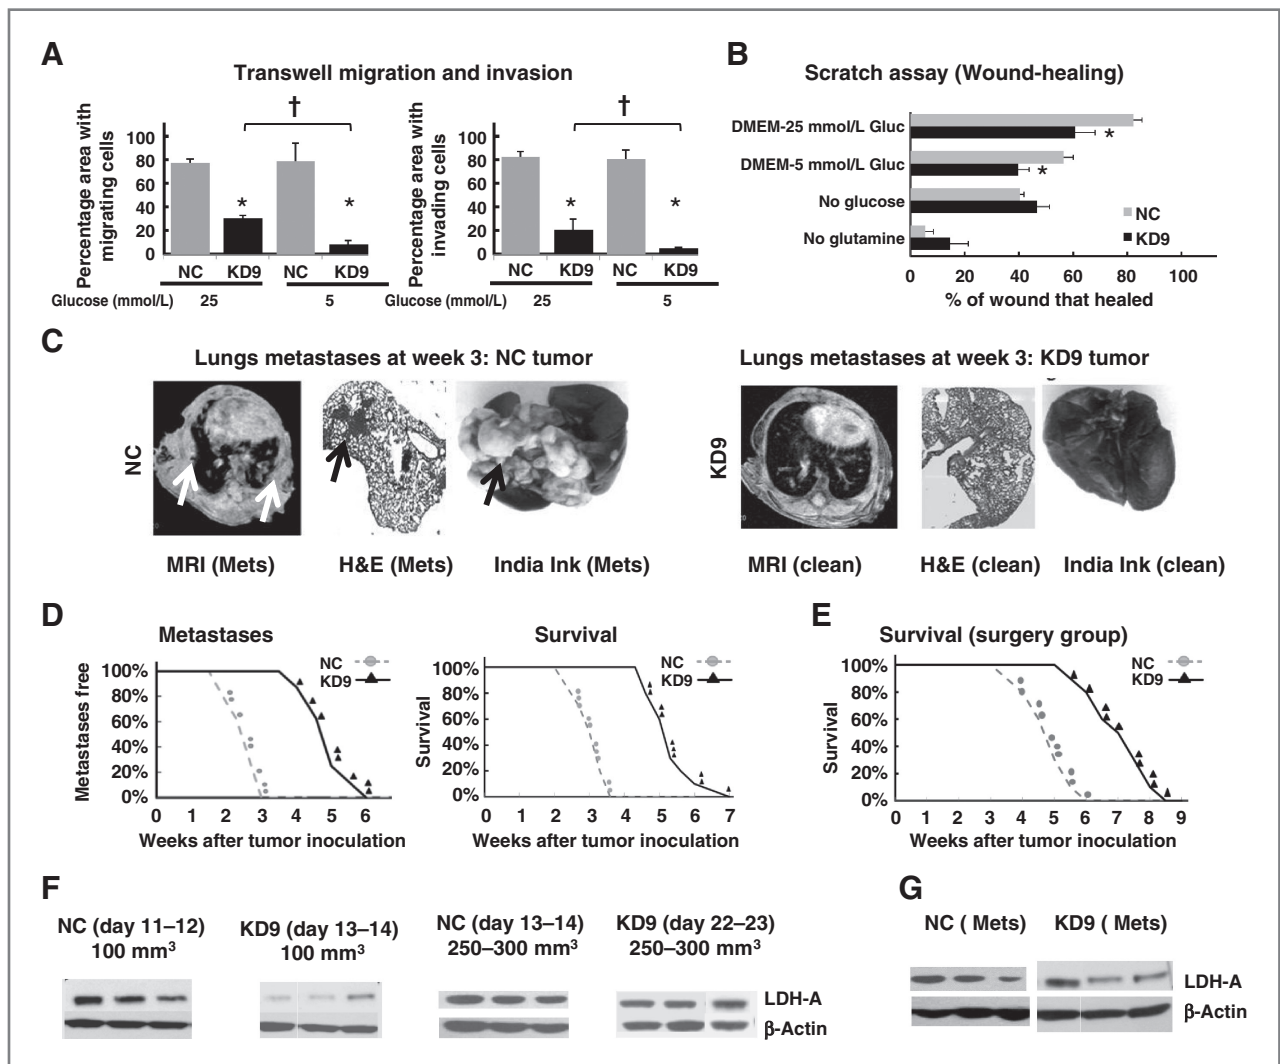 A
Transwell migration and invasion
Percentage area with
migrating cells
100
80
60
40
20
0
†
*
*
NC
KD9
NC
KD9
Glucose (mmol/L)
25
5
Percentage area with
invading cells
100
80
60
40
20
0
†
*
*
NC
KD9
NC
KD9
Glucose (mmol/L)
25
5
B
Scratch assay (Wound-healing)
DMEM-25 mmol/L Gluc
*
DMEM-5 mmol/L Gluc
*
No glucose
No glutamine
NC
KD9
0 20 40 60 80 100
% of wound that healed
C
Lungs metastases at week 3: NC tumor
NC
MRI (Mets)
H&E (Mets)
India Ink (Mets)
Lungs metastases at week 3: KD9 tumor
KD9
MRI (clean)
H&E (clean)
India Ink (clean)
D
Metastases
NC
KD9
Metastases free
100%
80%
60%
40%
20%
0%
0 1 2 3 4 5 6
Weeks after tumor inoculation
Survival
NC
KD9
Survival
100%
80%
60%
40%
20%
0%
0 1 2 3 4 5 6 7
Weeks after tumor inoculation
E
Survival (surgery group)
NC
KD9
Survival
100%
80%
60%
40%
20%
0%
0 1 2 3 4 5 6 7 8 9
Weeks after tumor inoculation
F
NC (day 11–12)
100 mm³
KD9 (day 13–14)
100 mm³
NC (day 13–14)
250–300 mm³
KD9 (day 22–23)
250–300 mm³
LDH-A
β-Actin
G
NC ( Mets)
KD9 ( Mets)
LDH-A
β-Actin